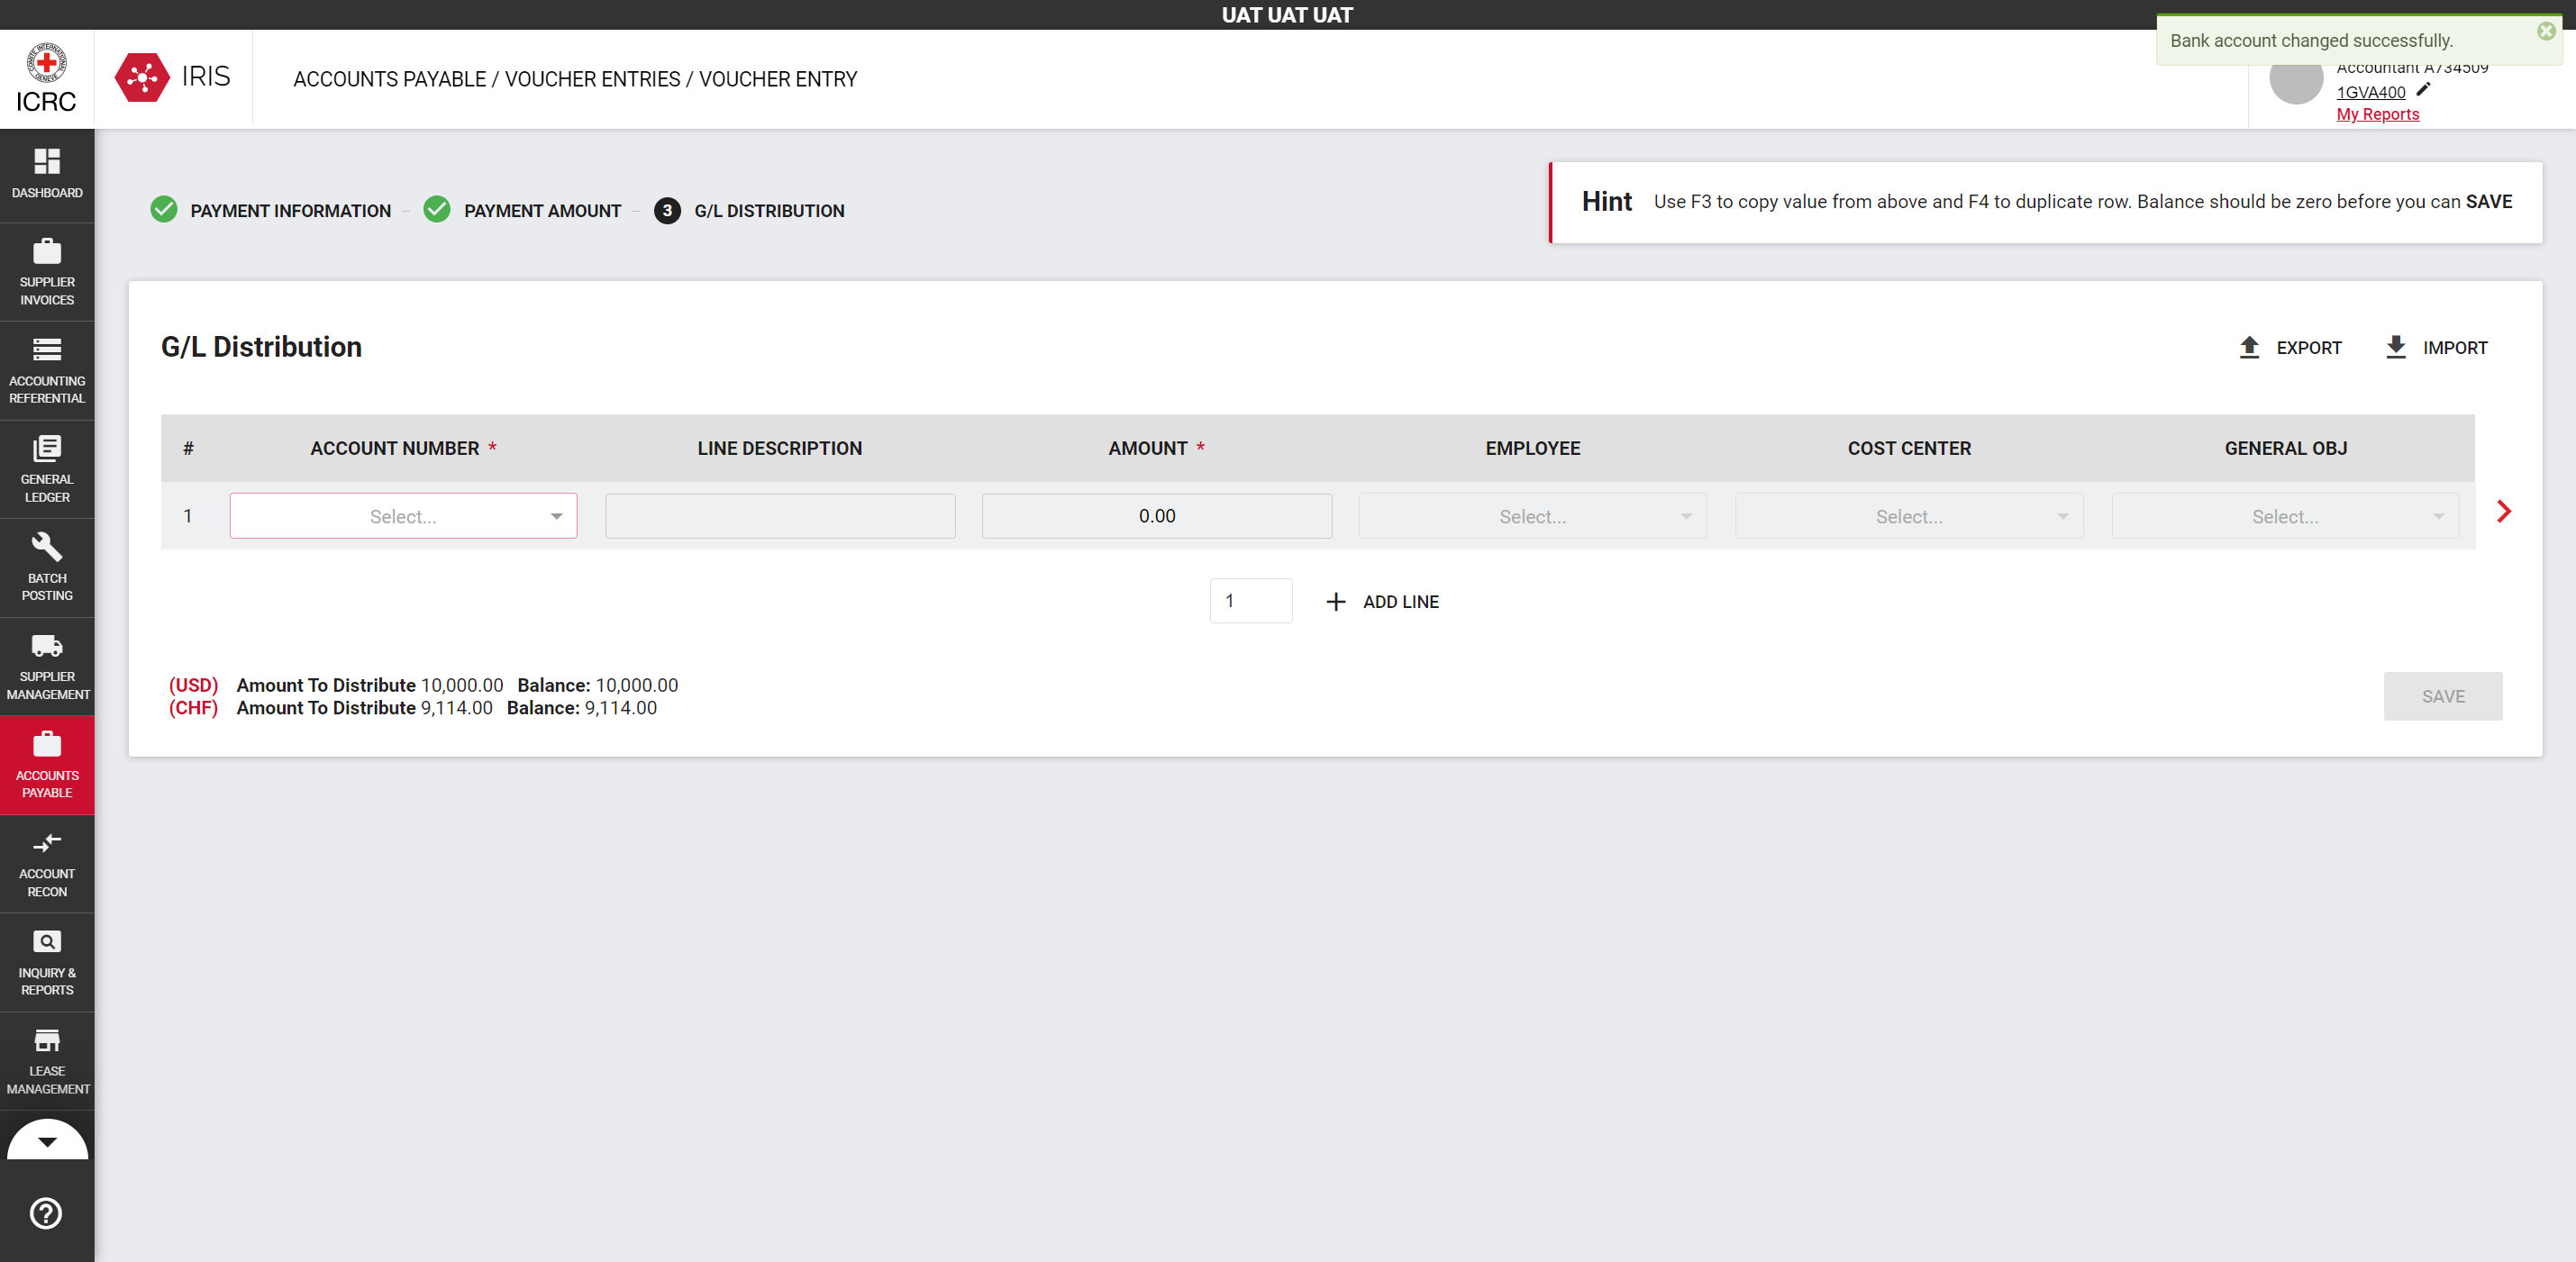 UAT UAT UAT
Bank account changed successfully.
ICRC
IRIS
ACCOUNTS PAYABLE / VOUCHER ENTRIES / VOUCHER ENTRY
Accountant A734509
1GVA400
My Reports
DASHBOARD
SUPPLIER
INVOICES
ACCOUNTING
REFERENTIAL
GENERAL
LEDGER
BATCH
POSTING
SUPPLIER
MANAGEMENT
ACCOUNTS
PAYABLE
ACCOUNT
RECON
INQUIRY &
REPORTS
LEASE
MANAGEMENT
PAYMENT INFORMATION – PAYMENT AMOUNT – 3 G/L DISTRIBUTION
Hint Use F3 to copy value from above and F4 to duplicate row. Balance should be zero before you can SAVE
G/L Distribution
EXPORT IMPORT
# ACCOUNT NUMBER * LINE DESCRIPTION AMOUNT * EMPLOYEE COST CENTER GENERAL OBJ
1 Select... 0.00 Select... Select... Select...
1 + ADD LINE
(USD) Amount To Distribute 10,000.00 Balance: 10,000.00
(CHF) Amount To Distribute 9,114.00 Balance: 9,114.00
SAVE